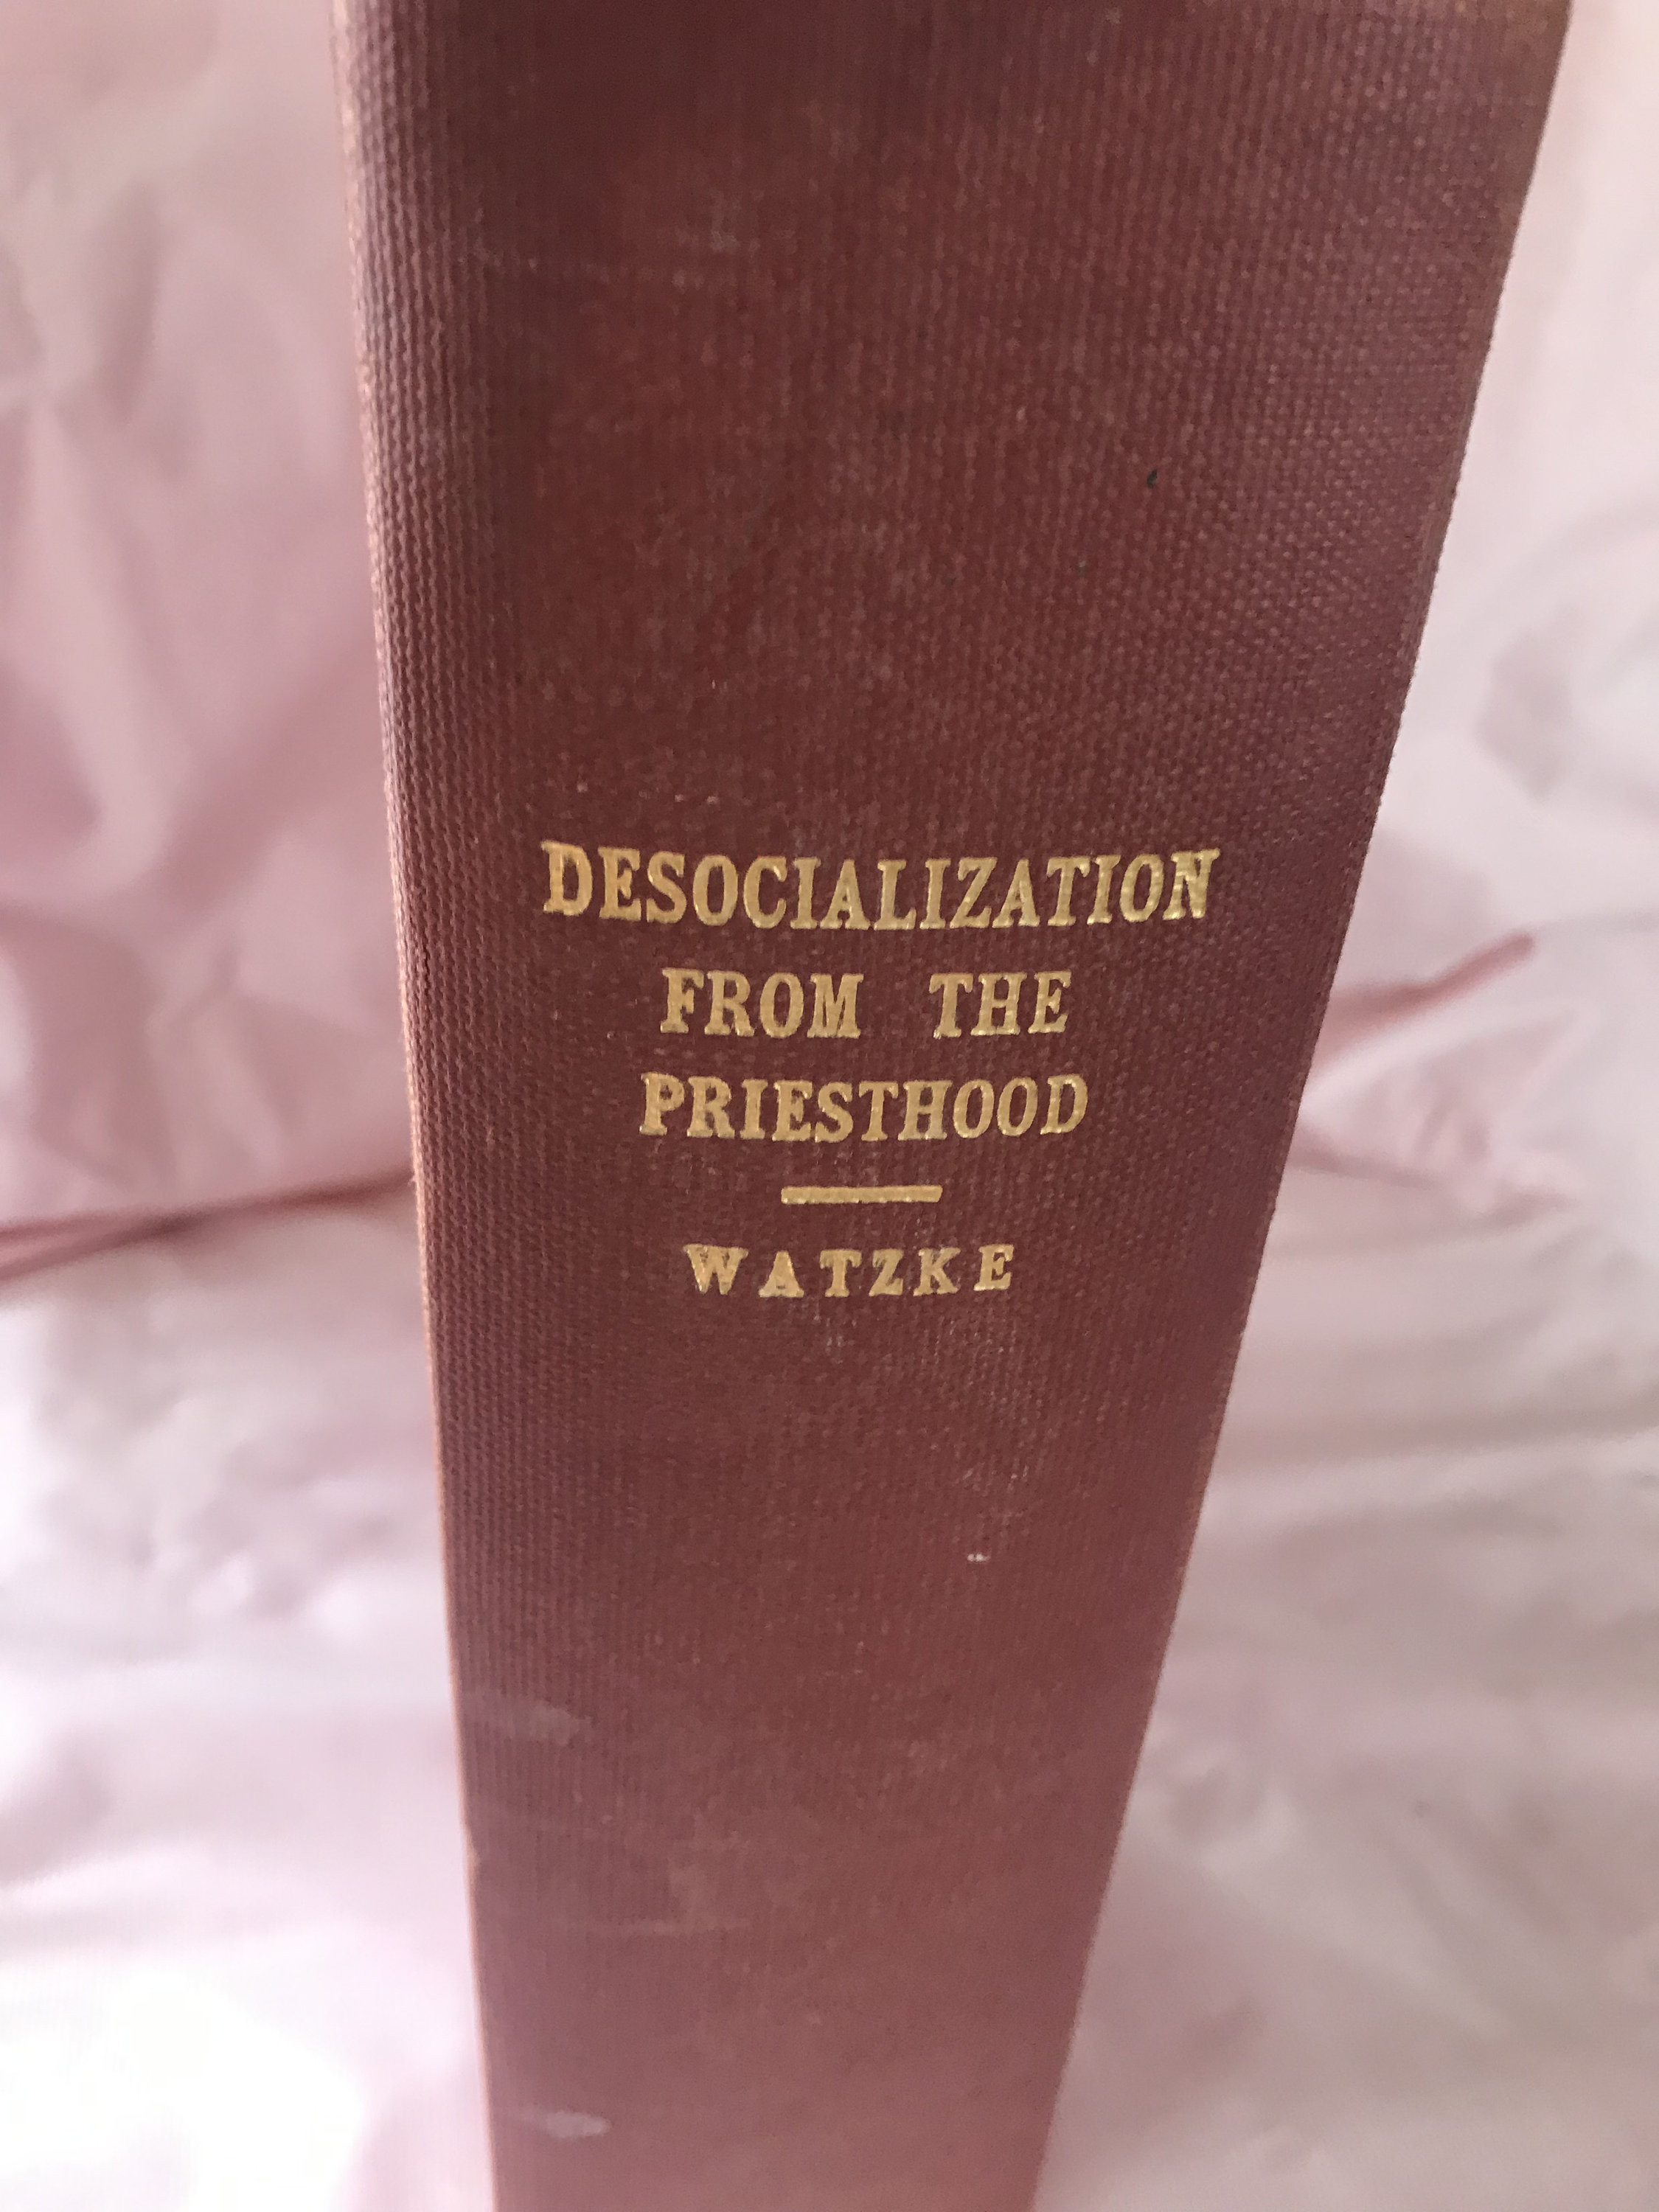 DESOCIALIZATION
FROM THE
PRIESTHOOD
WATZKE